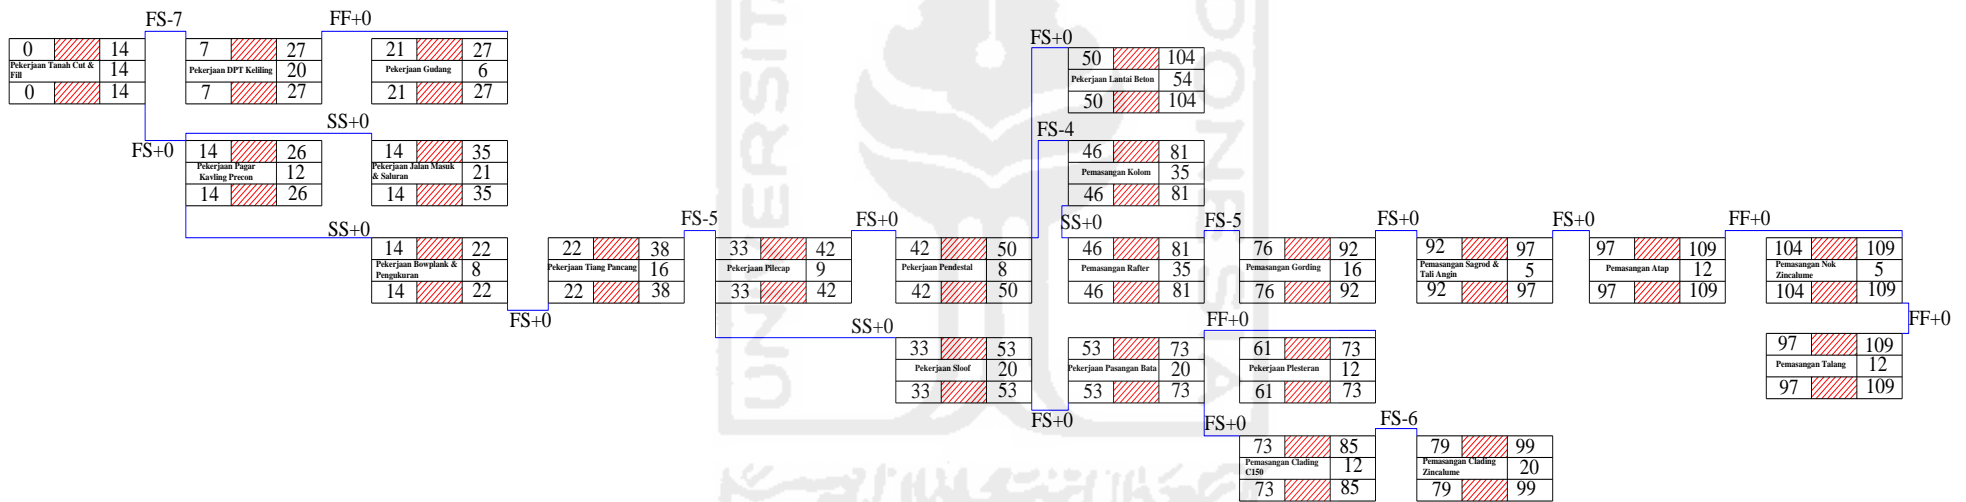 FS-7
FF+0
0 14
Pekerjaan Tanah Cut &
Fill
14
0 14
7 27
Pekerjaan DPT Keliling 20
7 27
21 27
Pekerjaan Gudang 6
21 27
FS+0
50 104
Pekerjaan Lantai Beton 54
50 104
FS+0
SS+0
14 26
Pekerjaan Pagar
Kavling Precon
12
14 26
14 35
Pekerjaan Jalan Masuk
& Saluran
21
14 35
FS-4
46 81
Pemasangan Kolom 35
46 81
SS+0
14 22
Pekerjaan Bowplank &
Pengukuran
8
14 22
FS+0
22 38
Pekerjaan Tiang Pancang 16
22 38
FS-5
33 42
Pekerjaan Pilecap 9
33 42
FS+0
42 50
Pekerjaan Pendestal 8
42 50
SS+0
46 81
Pemasangan Rafter 35
46 81
FS-5
76 92
Pemasangan Gording 16
76 92
FS+0
92 97
Pemasangan Sagrod &
Tali Angin
5
92 97
FS+0
97 109
Pemasangan Atap 12
97 109
FF+0
104 109
Pemasangan Nok
Zincalume
5
104 109
FF+0
97 109
Pemasangan Talang 12
97 109
SS+0
33 53
Pekerjaan Sloof 20
33 53
FS+0
53 73
Pekerjaan Pasangan Bata 20
53 73
FF+0
61 73
Pekerjaan Plesteran 12
61 73
FS+0
73 85
Pemasangan Clading
C150
12
73 85
FS-6
79 99
Pemasangan Clading
Zincalume
20
79 99
UNIVERSITA
DONESIA